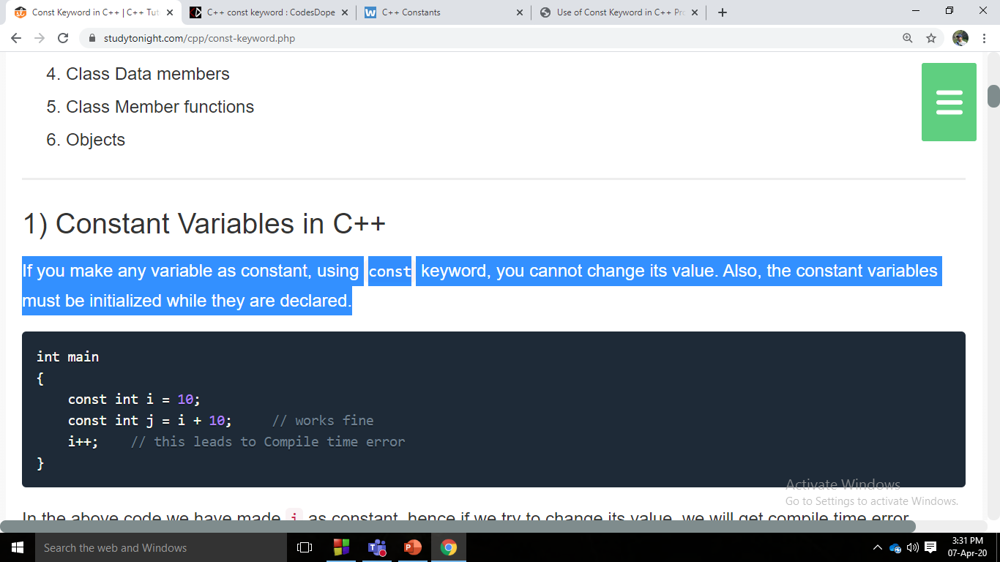 Const Keyword in C++ | C++ Tut
C++ const keyword : CodesDope
C++ Constants
Use of Const Keyword in C++ Pro
studytonight.com/cpp/const-keyword.php
4. Class Data members
5. Class Member functions
6. Objects
1) Constant Variables in C++
If you make any variable as constant, using const keyword, you cannot change its value. Also, the constant variables
must be initialized while they are declared.
int main
{
    const int i = 10;
    const int j = i + 10;     // works fine
    i++;    // this leads to Compile time error
}
Activate Windows
Go to Settings to activate Windows.
In the above code we have made i as constant, hence if we try to change its value, we will get compile time error.
Search the web and Windows
3:31 PM
07-Apr-20